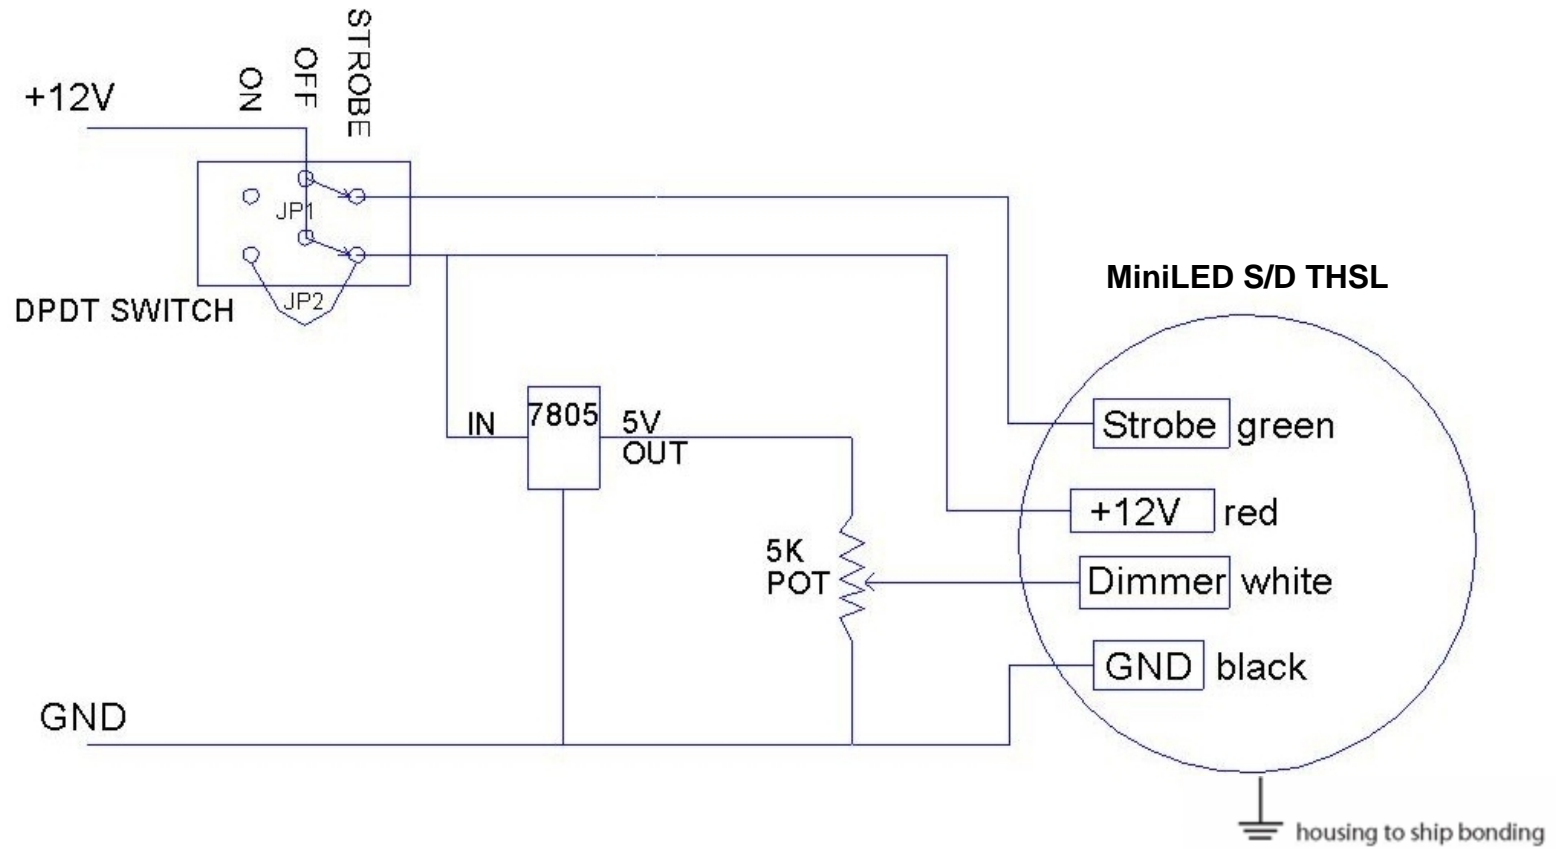 STROBE
OFF
ON
+12V
JP1
JP2
DPDT SWITCH
MiniLED S/D THSL
7805
IN
5V
OUT
Strobe green
+12V red
5K
POT
Dimmer white
GND black
GND
housing to ship bonding